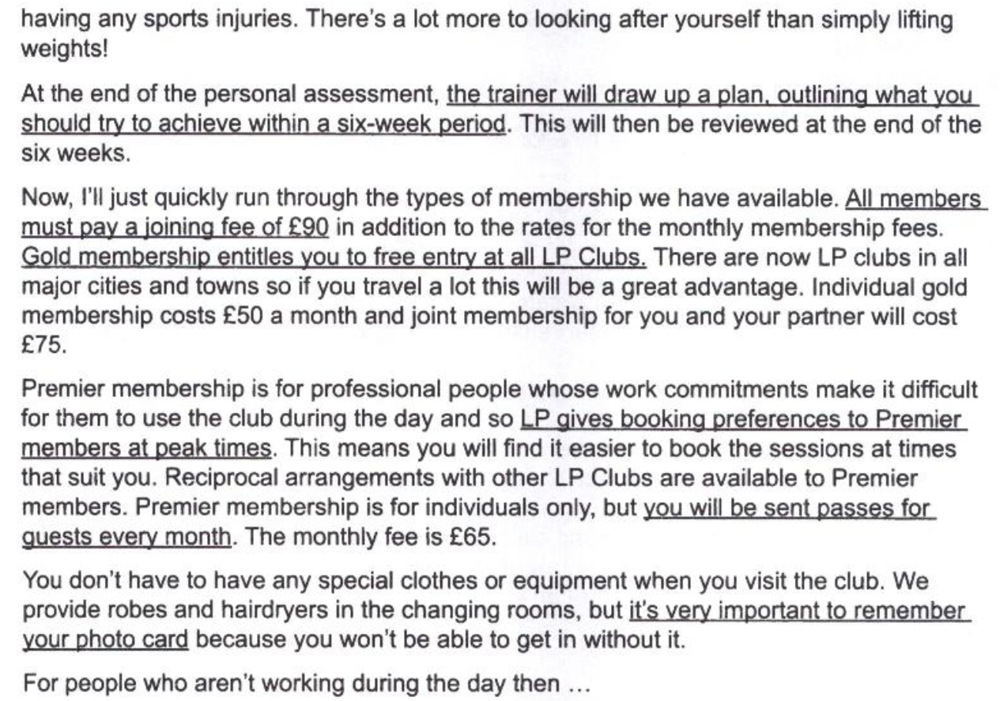 having any sports injuries. There's a lot more to looking after yourself than simply lifting
weights!
At the end of the personal assessment, the trainer will draw up a plan, outlining what you
should try to achieve within a six-week period. This will then be reviewed at the end of the
six weeks.
Now, I'll just quickly run through the types of membership we have available. All members
must pay a joining fee of £90 in addition to the rates for the monthly membership fees.
Gold membership entitles you to free entry at all LP Clubs. There are now LP clubs in all
major cities and towns so if you travel a lot this will be a great advantage. Individual gold
membership costs £50 a month and joint membership for you and your partner will cost
£75.
Premier membership is for professional people whose work commitments make it difficult
for them to use the club during the day and so LP gives booking preferences to Premier
members at peak times. This means you will find it easier to book the sessions at times
that suit you. Reciprocal arrangements with other LP Clubs are available to Premier
members. Premier membership is for individuals only, but you will be sent passes for
guests every month. The monthly fee is £65.
You don't have to have any special clothes or equipment when you visit the club. We
provide robes and hairdryers in the changing rooms, but it's very important to remember
your photo card because you won't be able to get in without it.
For people who aren't working during the day then …